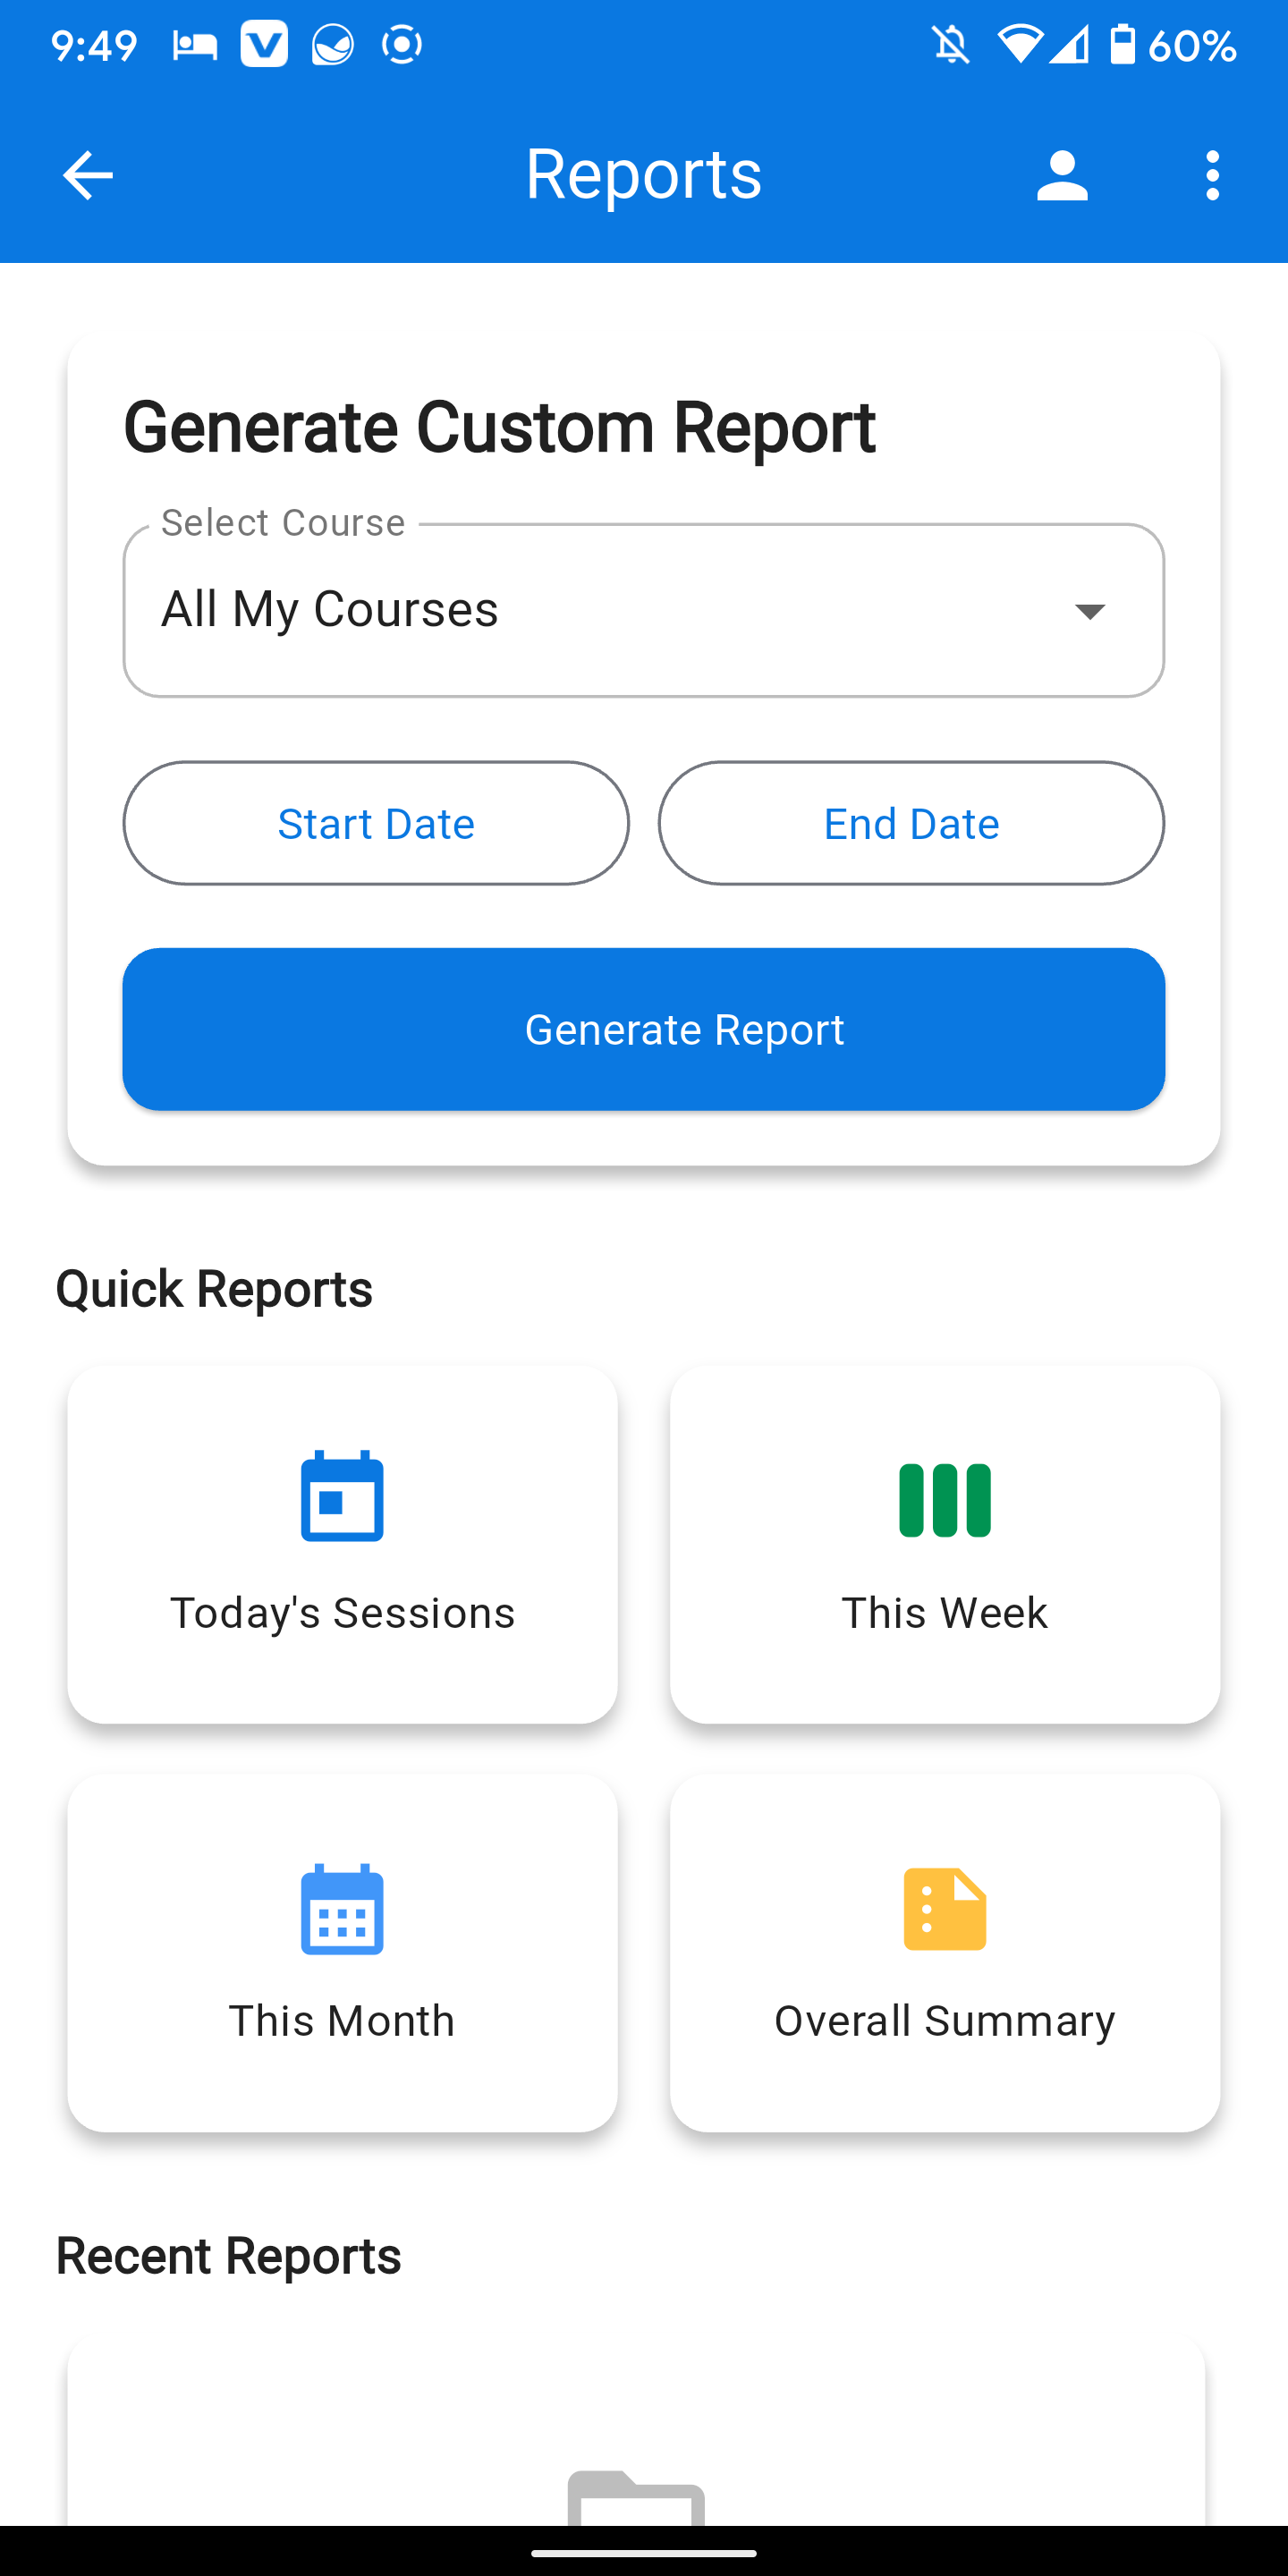 9:49
60%
Reports
Generate Custom Report
Select Course
All My Courses
Start Date
End Date
Generate Report
Quick Reports
Today's Sessions
This Week
This Month
Overall Summary
Recent Reports